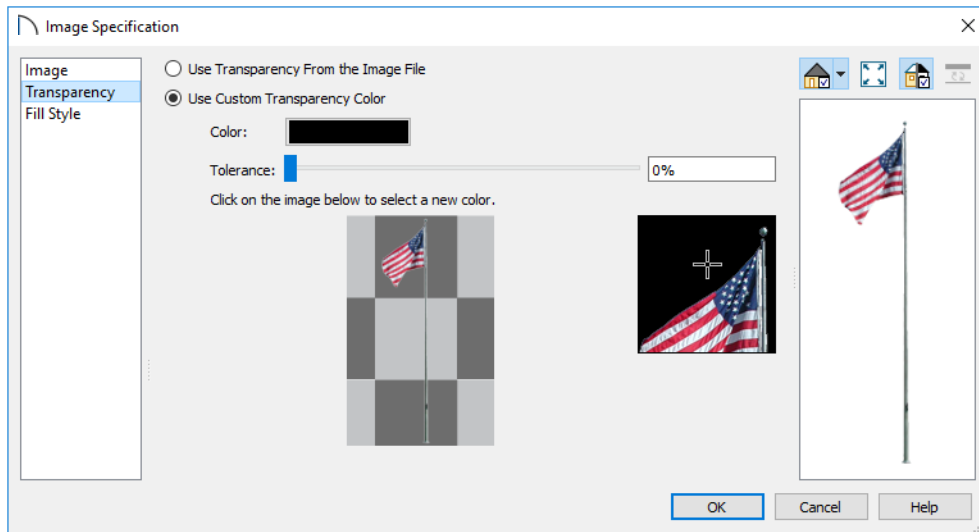 Image Specification
Image
Transparency
Fill Style
Use Transparency From the Image File
Use Custom Transparency Color
Color:
Tolerance:
0%
Click on the image below to select a new color.
OK
Cancel
Help